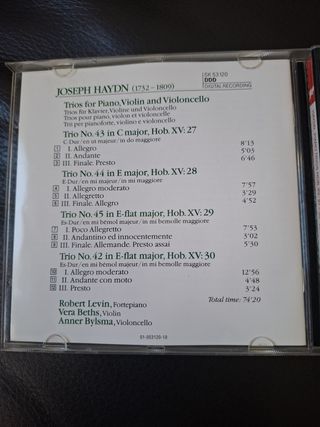 JOSEPH HAYDN (1732 – 1809)
SK 53120
DDD
DIGITAL RECORDING
Trios for Piano, Violin and Violoncello
Trios für Klavier, Violine und Violoncello
Trios pour piano, violon et violoncelle
Trii per pianoforte, violino e violoncello
Trio No. 43 in C major, Hob. XV: 27
C-Dur / en ut majeur / in do maggiore
1 I. Allegro 8'13
2 II. Andante 5'03
3 III. Finale. Presto 6'46
Trio No. 44 in E major, Hob. XV: 28
E-Dur / en mi majeur / in mi maggiore
4 I. Allegro moderato 7'57
5 II. Allegretto 3'29
6 III. Finale. Allegro 4'52
Trio No. 45 in E-flat major, Hob. XV: 29
Es-Dur / en mi bémol majeur / in mi bemolle maggiore
7 I. Poco Allegretto 7'53
8 II. Andantino ed innocentemente 3'02
9 III. Finale. Allemande. Presto assai 5'30
Trio No. 42 in E-flat major, Hob. XV: 30
Es-Dur / en mi bémol majeur / in mi bemolle maggiore
10 I. Allegro moderato 12'56
11 II. Andante con moto 4'48
12 III. Presto 3'24
Total time: 74'20
Robert Levin, Fortepiano
Vera Beths, Violin
Anner Bylsma, Violoncello
01-053120-10